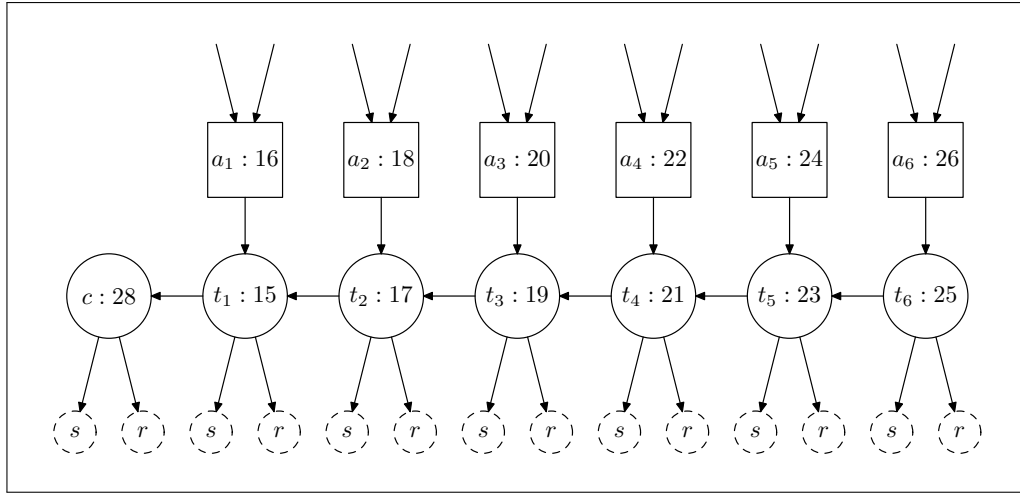 a₁ : 16 a₂ : 18 a₃ : 20 a₄ : 22 a₅ : 24 a₆ : 26
c : 28 t₁ : 15 t₂ : 17 t₃ : 19 t₄ : 21 t₅ : 23 t₆ : 25
s r s r s r s r s r s r s r